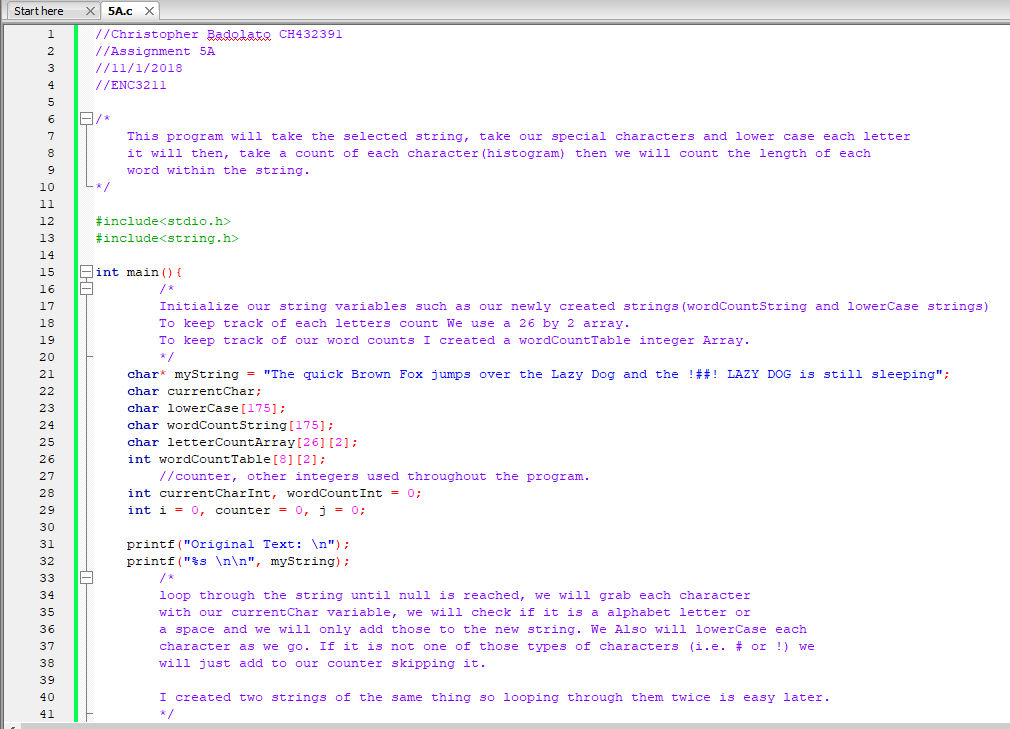 Start here 5A.c
1 //Christopher Badolato CH432391
2 //Assignment 5A
3 //11/1/2018
4 //ENC3211
5
6 /*
7 This program will take the selected string, take our special characters and lower case each letter
8 it will then, take a count of each character(histogram) then we will count the length of each
9 word within the string.
10 */
11
12 #include<stdio.h>
13 #include<string.h>
14
15 int main(){
16 /*
17 Initialize our string variables such as our newly created strings(wordCountString and lowerCase strings)
18 To keep track of each letters count We use a 26 by 2 array.
19 To keep track of our word counts I created a wordCountTable integer Array.
20 */
21 char* myString = "The quick Brown Fox jumps over the Lazy Dog and the !##! LAZY DOG is still sleeping";
22 char currentChar;
23 char lowerCase[175];
24 char wordCountString[175];
25 char letterCountArray[26][2];
26 int wordCountTable[8][2];
27 //counter, other integers used throughout the program.
28 int currentCharInt, wordCountInt = 0;
29 int i = 0, counter = 0, j = 0;
30
31 printf("Original Text: \n");
32 printf("%s \n\n", myString);
33 /*
34 loop through the string until null is reached, we will grab each character
35 with our currentChar variable, we will check if it is a alphabet letter or
36 a space and we will only add those to the new string. We Also will lowerCase each
37 character as we go. If it is not one of those types of characters (i.e. # or !) we
38 will just add to our counter skipping it.
39
40 I created two strings of the same thing so looping through them twice is easy later.
41 */